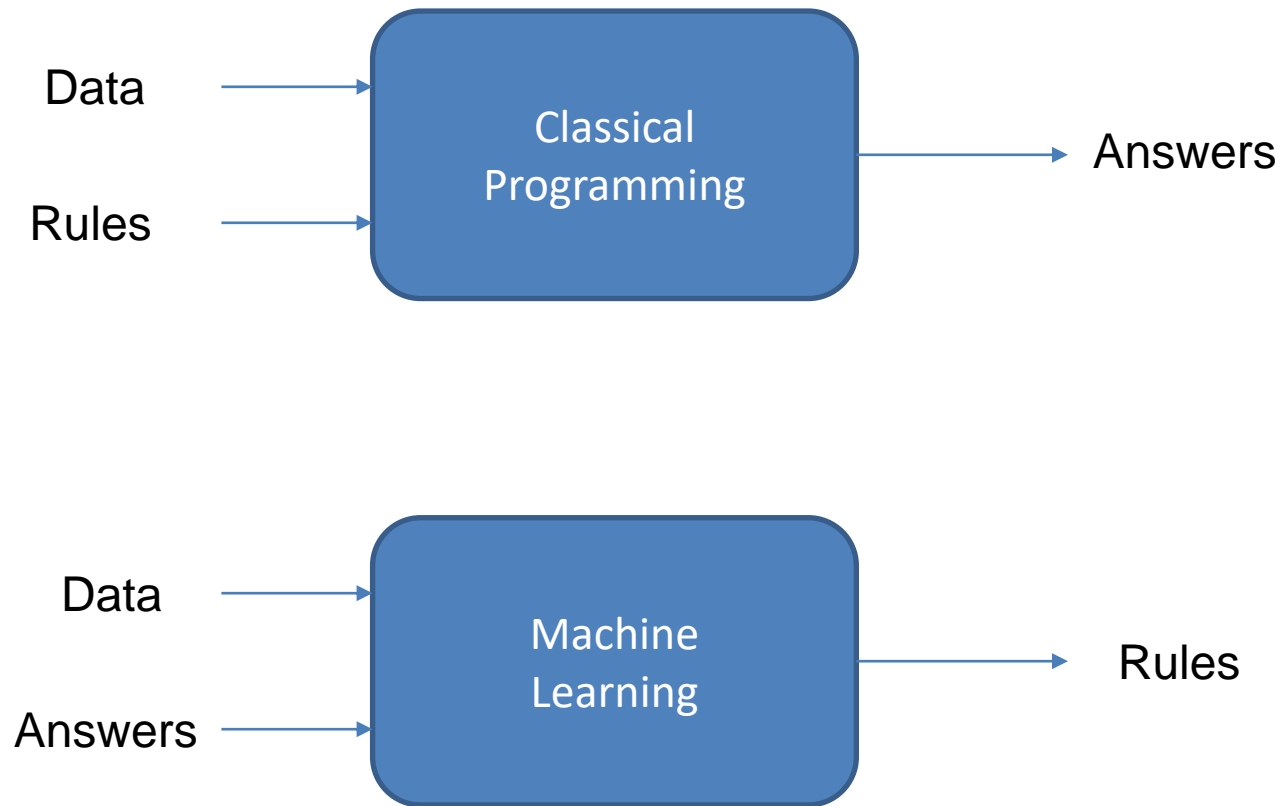 Data
Rules
Classical
Programming
Answers
Data
Answers
Machine
Learning
Rules